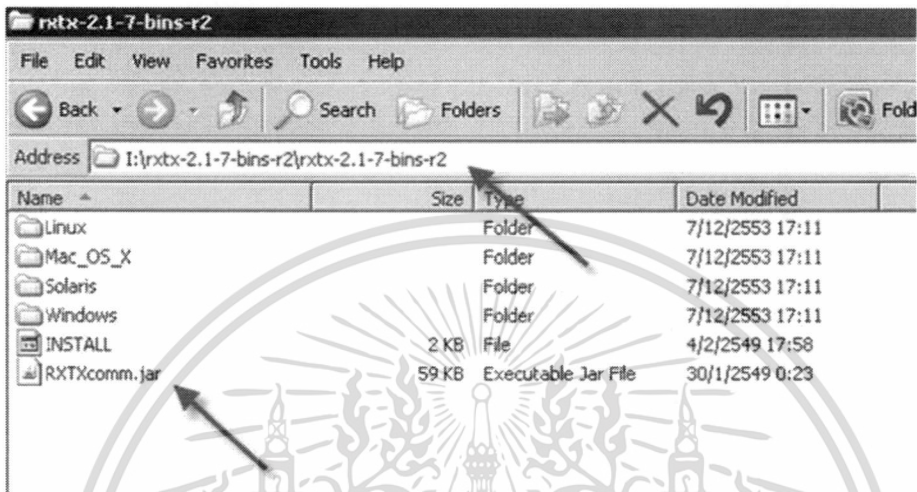 rxtx-2.1-7-bins-r2
File Edit View Favorites Tools Help
Back Search Folders Fold
Address I:\rxtx-2.1-7-bins-r2\rxtx-2.1-7-bins-r2
Name Size Type Date Modified
Linux Folder 7/12/2553 17:11
Mac_OS_X Folder 7/12/2553 17:11
Solaris Folder 7/12/2553 17:11
Windows Folder 7/12/2553 17:11
INSTALL 2 KB File 4/2/2549 17:58
RXTXcomm.jar 59 KB Executable Jar File 30/1/2549 0:23